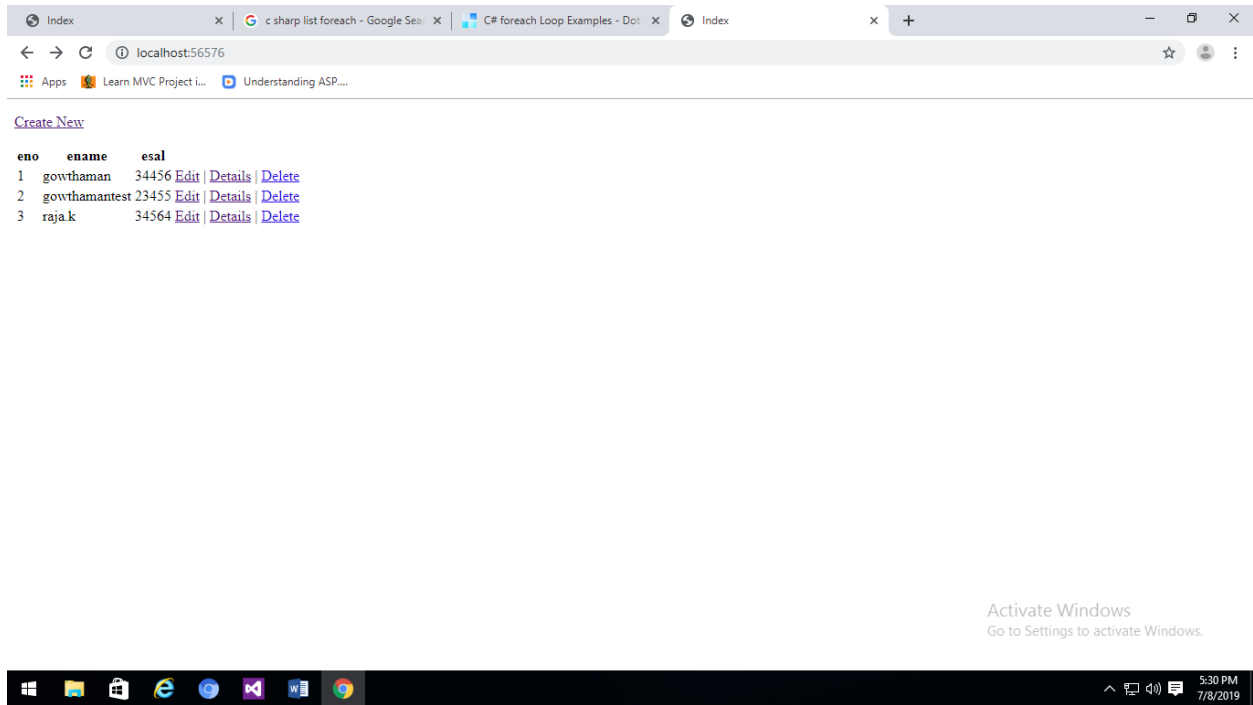 Index
c sharp list foreach - Google Sear
C# foreach Loop Examples - Dot
Index
localhost:56576
Apps
Learn MVC Project i...
Understanding ASP....
Create New
eno ename esal
1 gowthaman 34456 Edit | Details | Delete
2 gowthamantest 23455 Edit | Details | Delete
3 raja.k 34564 Edit | Details | Delete
Activate Windows
Go to Settings to activate Windows.
5:30 PM
7/8/2019